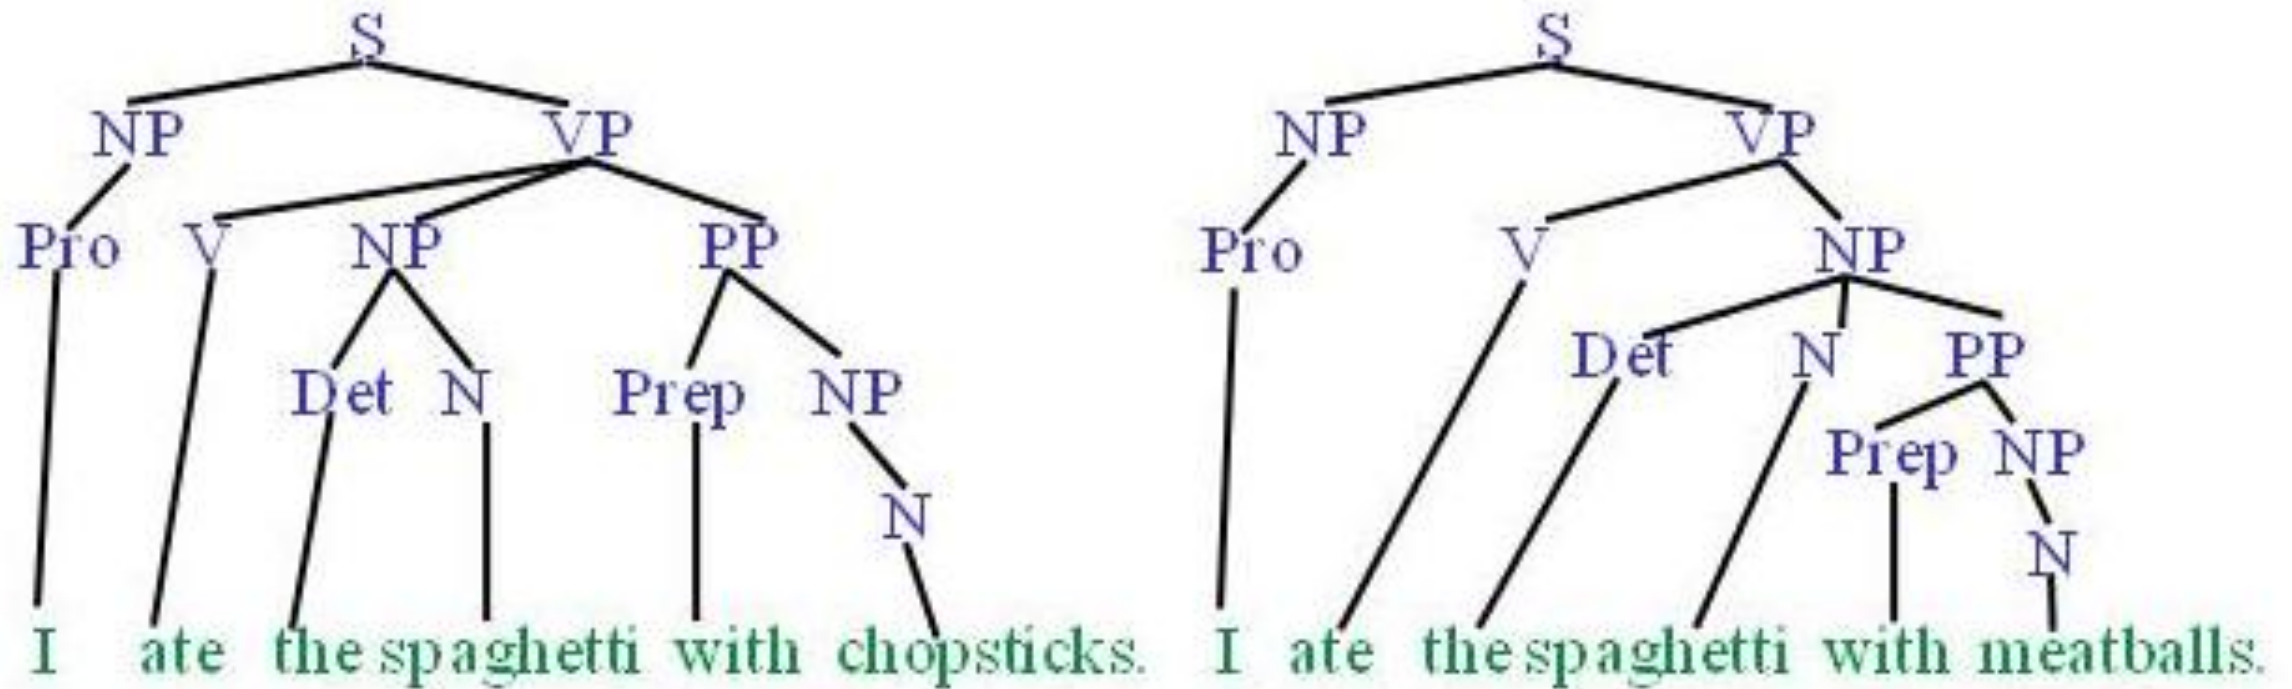 S S
NP VP NP VP
Pro V NP PP Pro V NP
Det N Prep NP Det N PP
Prep NP
N N
I ate the spaghetti with chopsticks. I ate the spaghetti with meatballs.